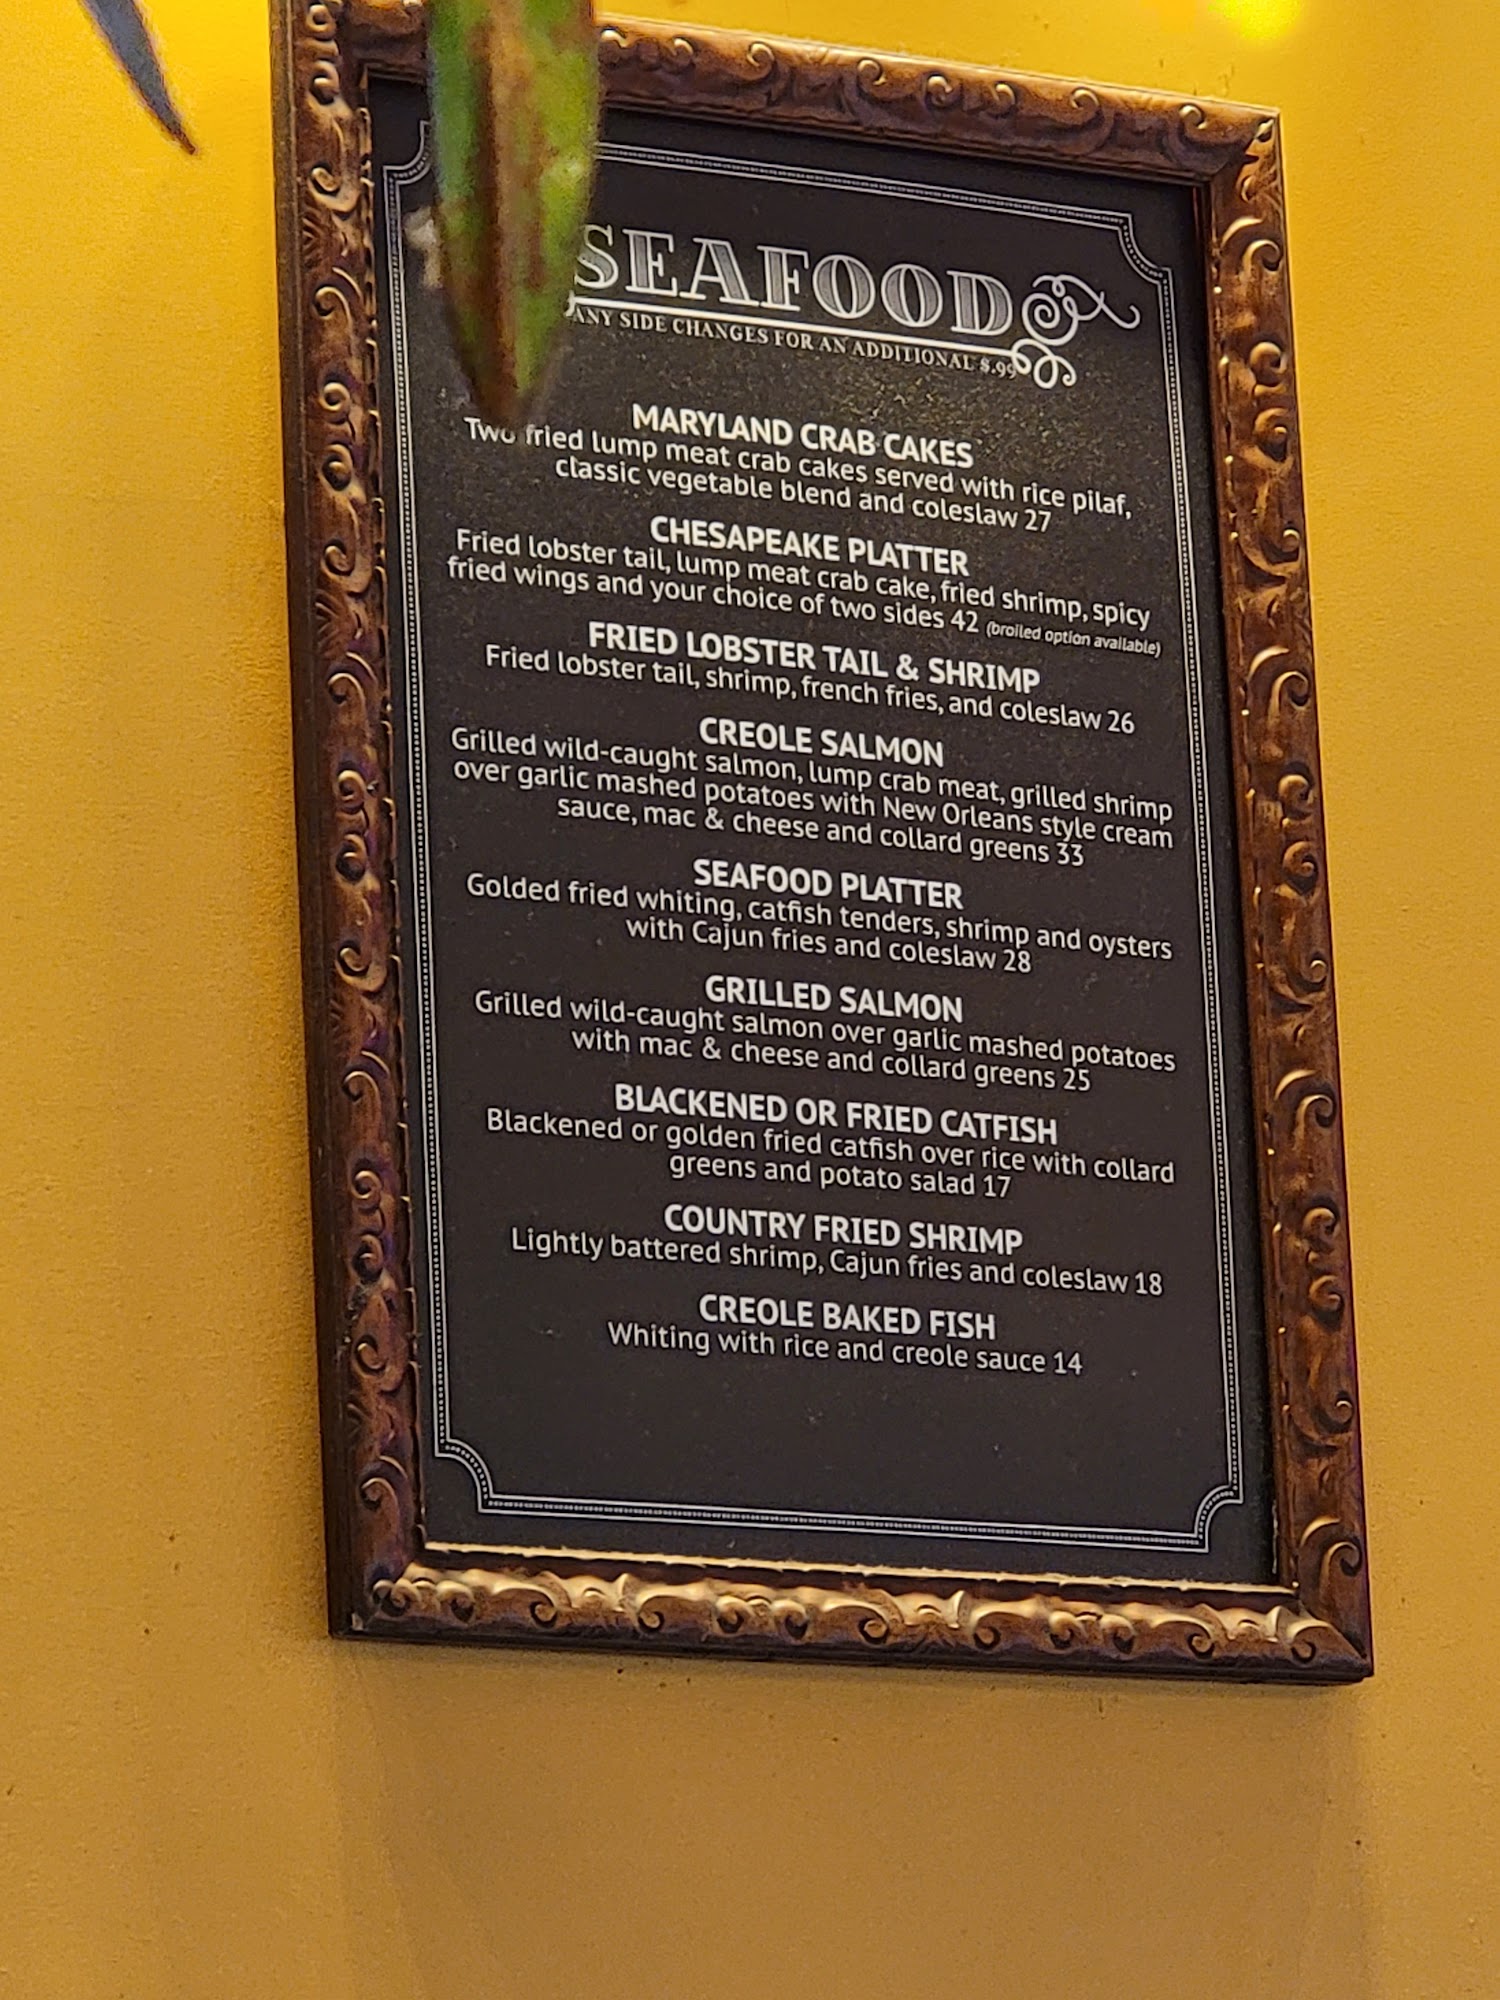 SEAFOOD
ANY SIDE CHANGES FOR AN ADDITIONAL $.99
MARYLAND CRAB CAKES
Two fried lump meat crab cakes served with rice pilaf,
classic vegetable blend and coleslaw 27
CHESAPEAKE PLATTER
Fried lobster tail, lump meat crab cake, fried shrimp, spicy
fried wings and your choice of two sides 42 (broiled option available)
FRIED LOBSTER TAIL & SHRIMP
Fried lobster tail, shrimp, french fries, and coleslaw 26
CREOLE SALMON
Grilled wild-caught salmon, lump crab meat, grilled shrimp
over garlic mashed potatoes with New Orleans style cream
sauce, mac & cheese and collard greens 33
SEAFOOD PLATTER
Golded fried whiting, catfish tenders, shrimp and oysters
with Cajun fries and coleslaw 28
GRILLED SALMON
Grilled wild-caught salmon over garlic mashed potatoes
with mac & cheese and collard greens 25
BLACKENED OR FRIED CATFISH
Blackened or golden fried catfish over rice with collard
greens and potato salad 17
COUNTRY FRIED SHRIMP
Lightly battered shrimp, Cajun fries and coleslaw 18
CREOLE BAKED FISH
Whiting with rice and creole sauce 14